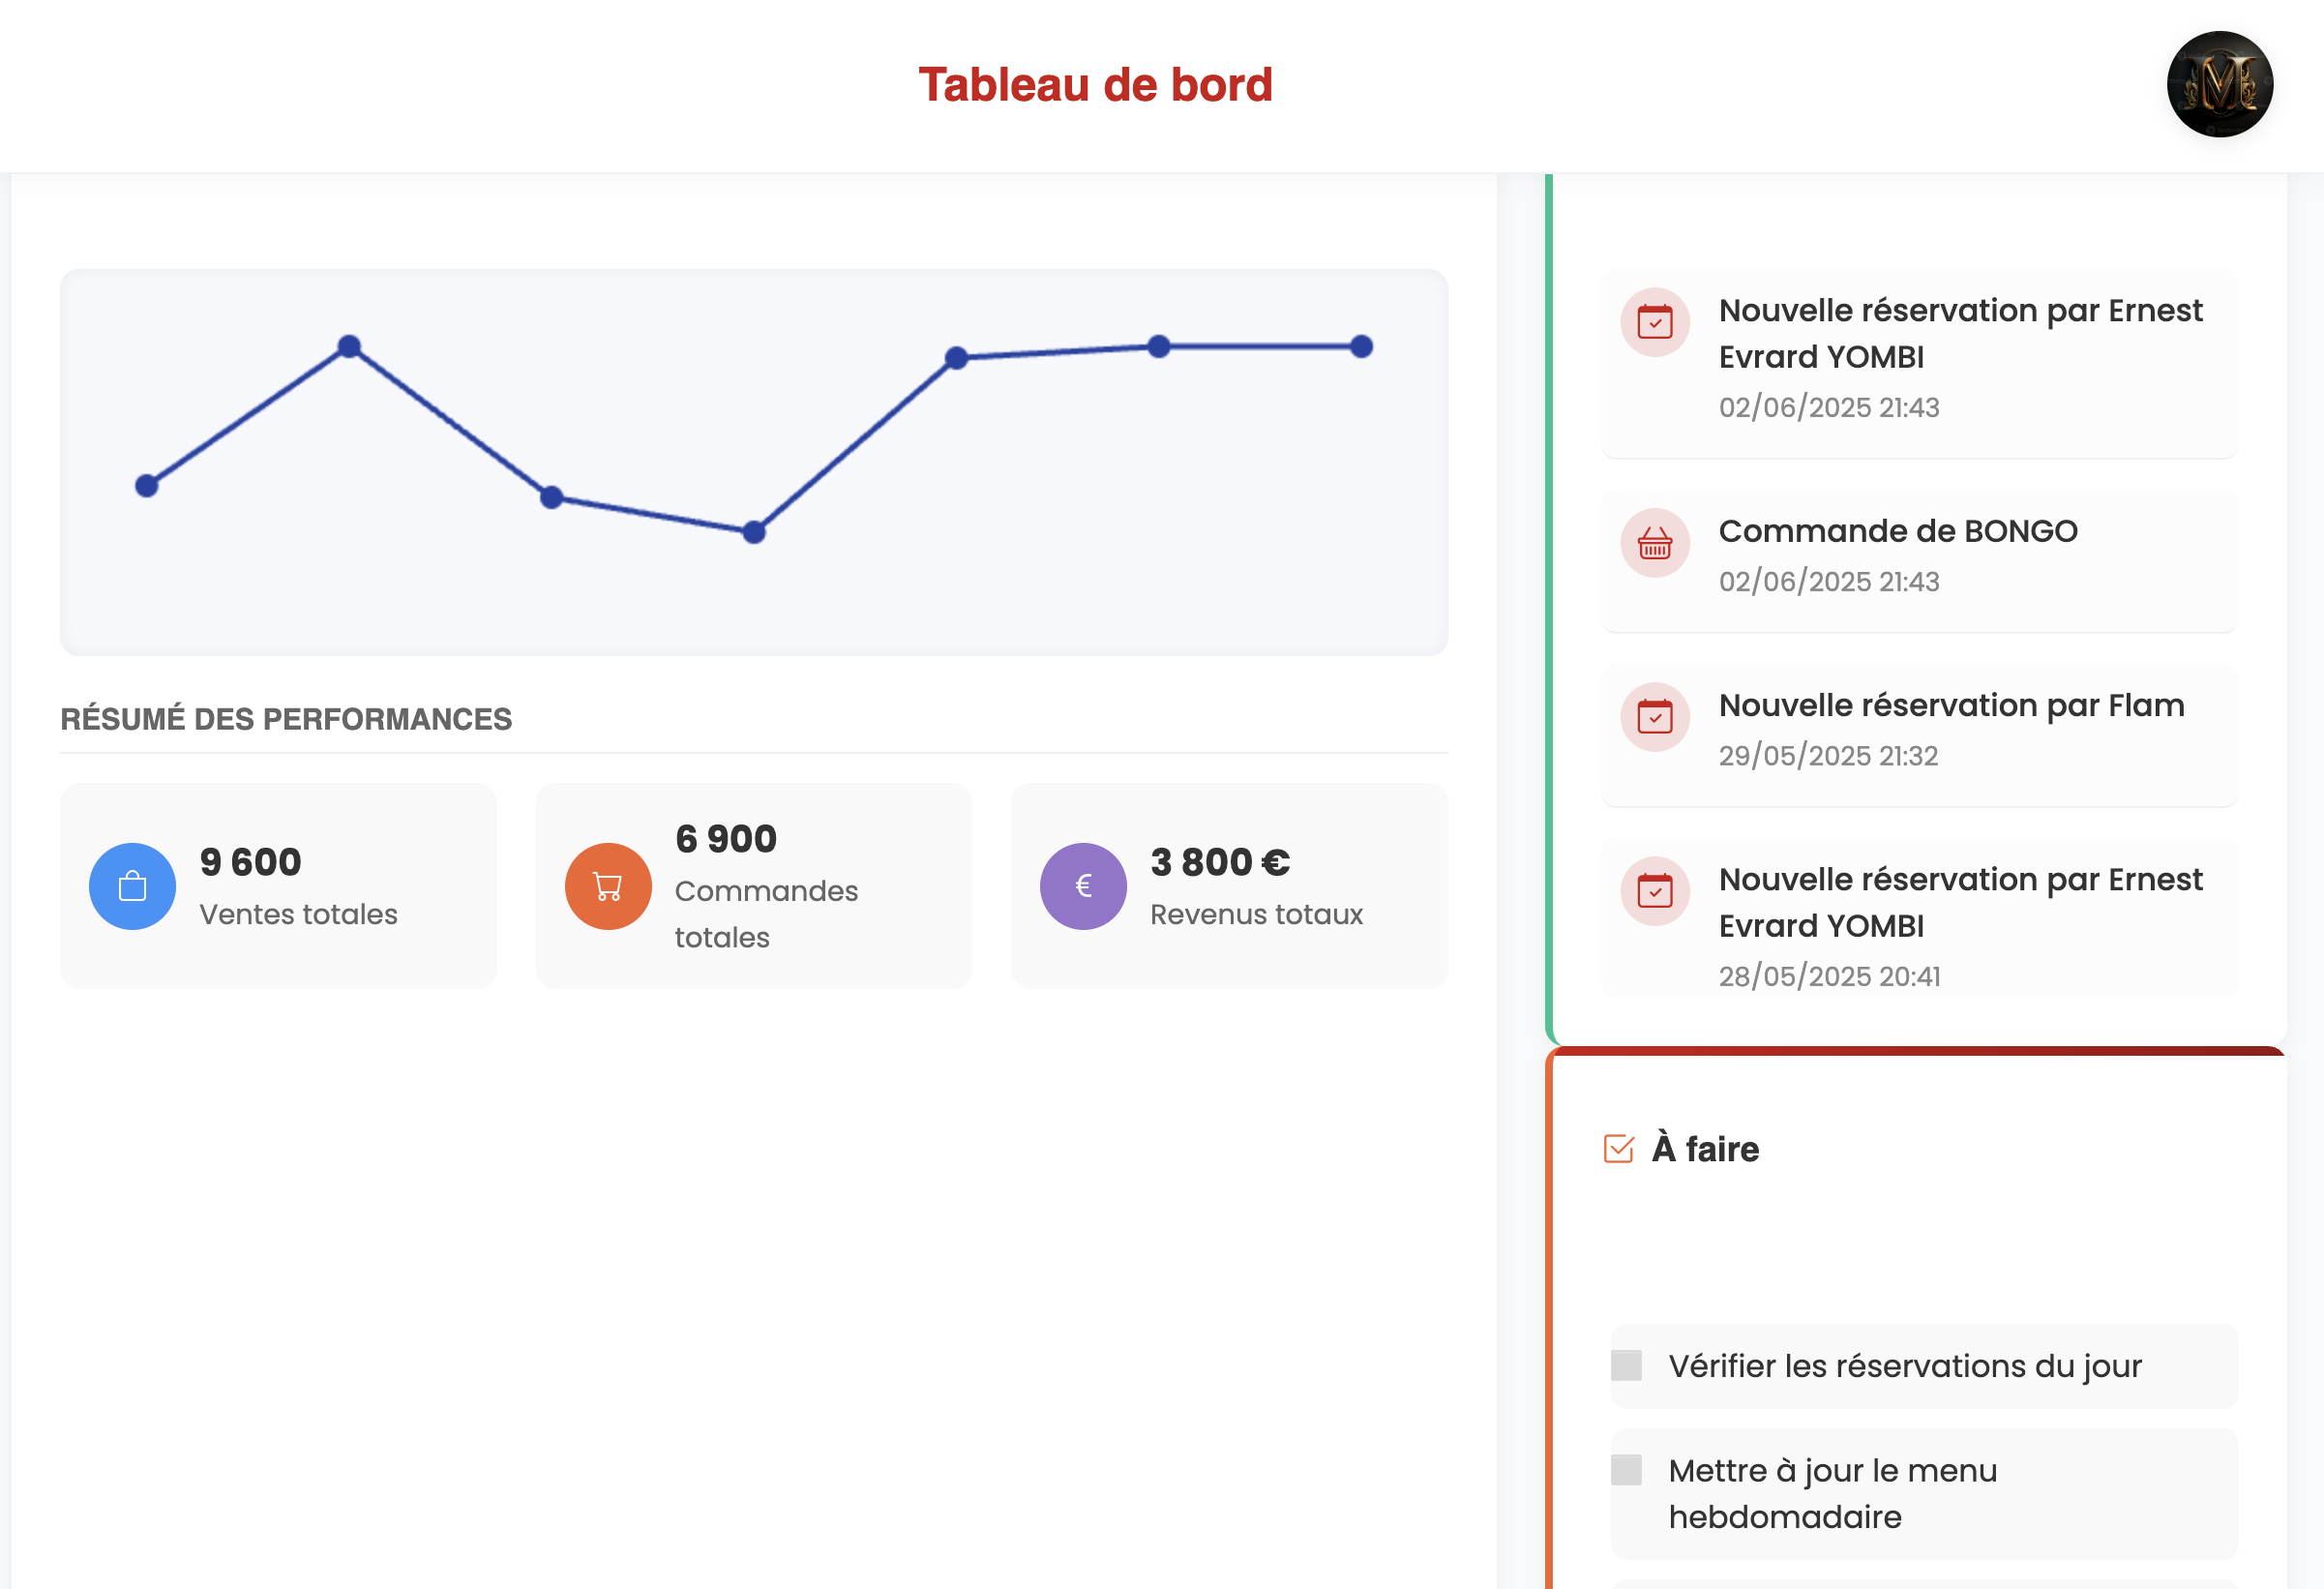 Tableau de bord
RÉSUMÉ DES PERFORMANCES
9 600
Ventes totales
6 900
Commandes
totales
€
3 800 €
Revenus totaux
Nouvelle réservation par Ernest
Evrard YOMBI
02/06/2025 21:43
Commande de BONGO
02/06/2025 21:43
Nouvelle réservation par Flam
29/05/2025 21:32
Nouvelle réservation par Ernest
Evrard YOMBI
28/05/2025 20:41
À faire
Vérifier les réservations du jour
Mettre à jour le menu
hebdomadaire